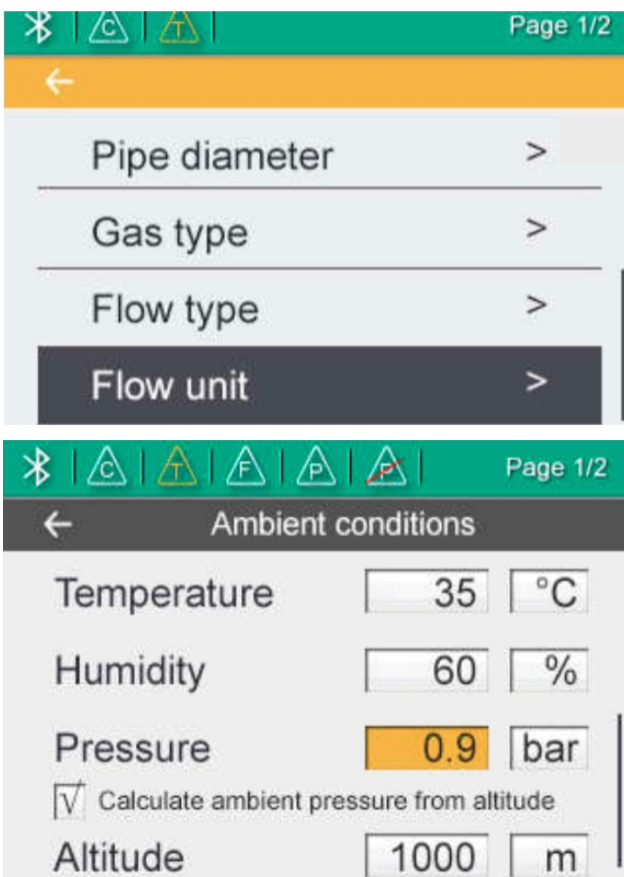 C T Page 1/2
←
Pipe diameter >
Gas type >
Flow type >
Flow unit >
C T F P P Page 1/2
← Ambient conditions
Temperature 35 °C
Humidity 60 %
Pressure 0.9 bar
√ Calculate ambient pressure from altitude
Altitude 1000 m